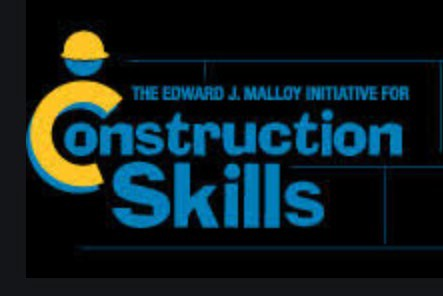 THE EDWARD J. MALLOY INITIATIVE FOR
Construction
Skills